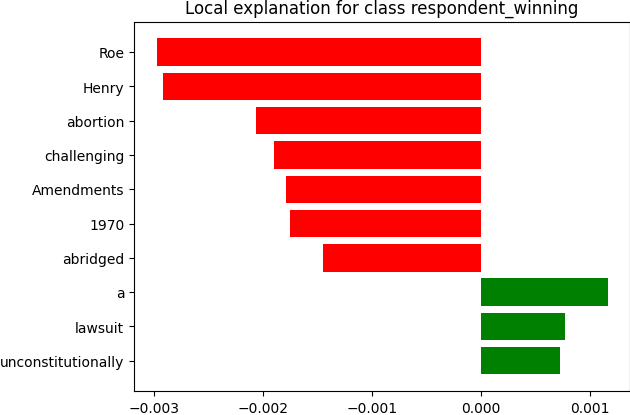 Local explanation for class respondent_winning
Roe
Henry
abortion
challenging
Amendments
1970
abridged
a
lawsuit
unconstitutionally
−0.003 −0.002 −0.001 0.000 0.001